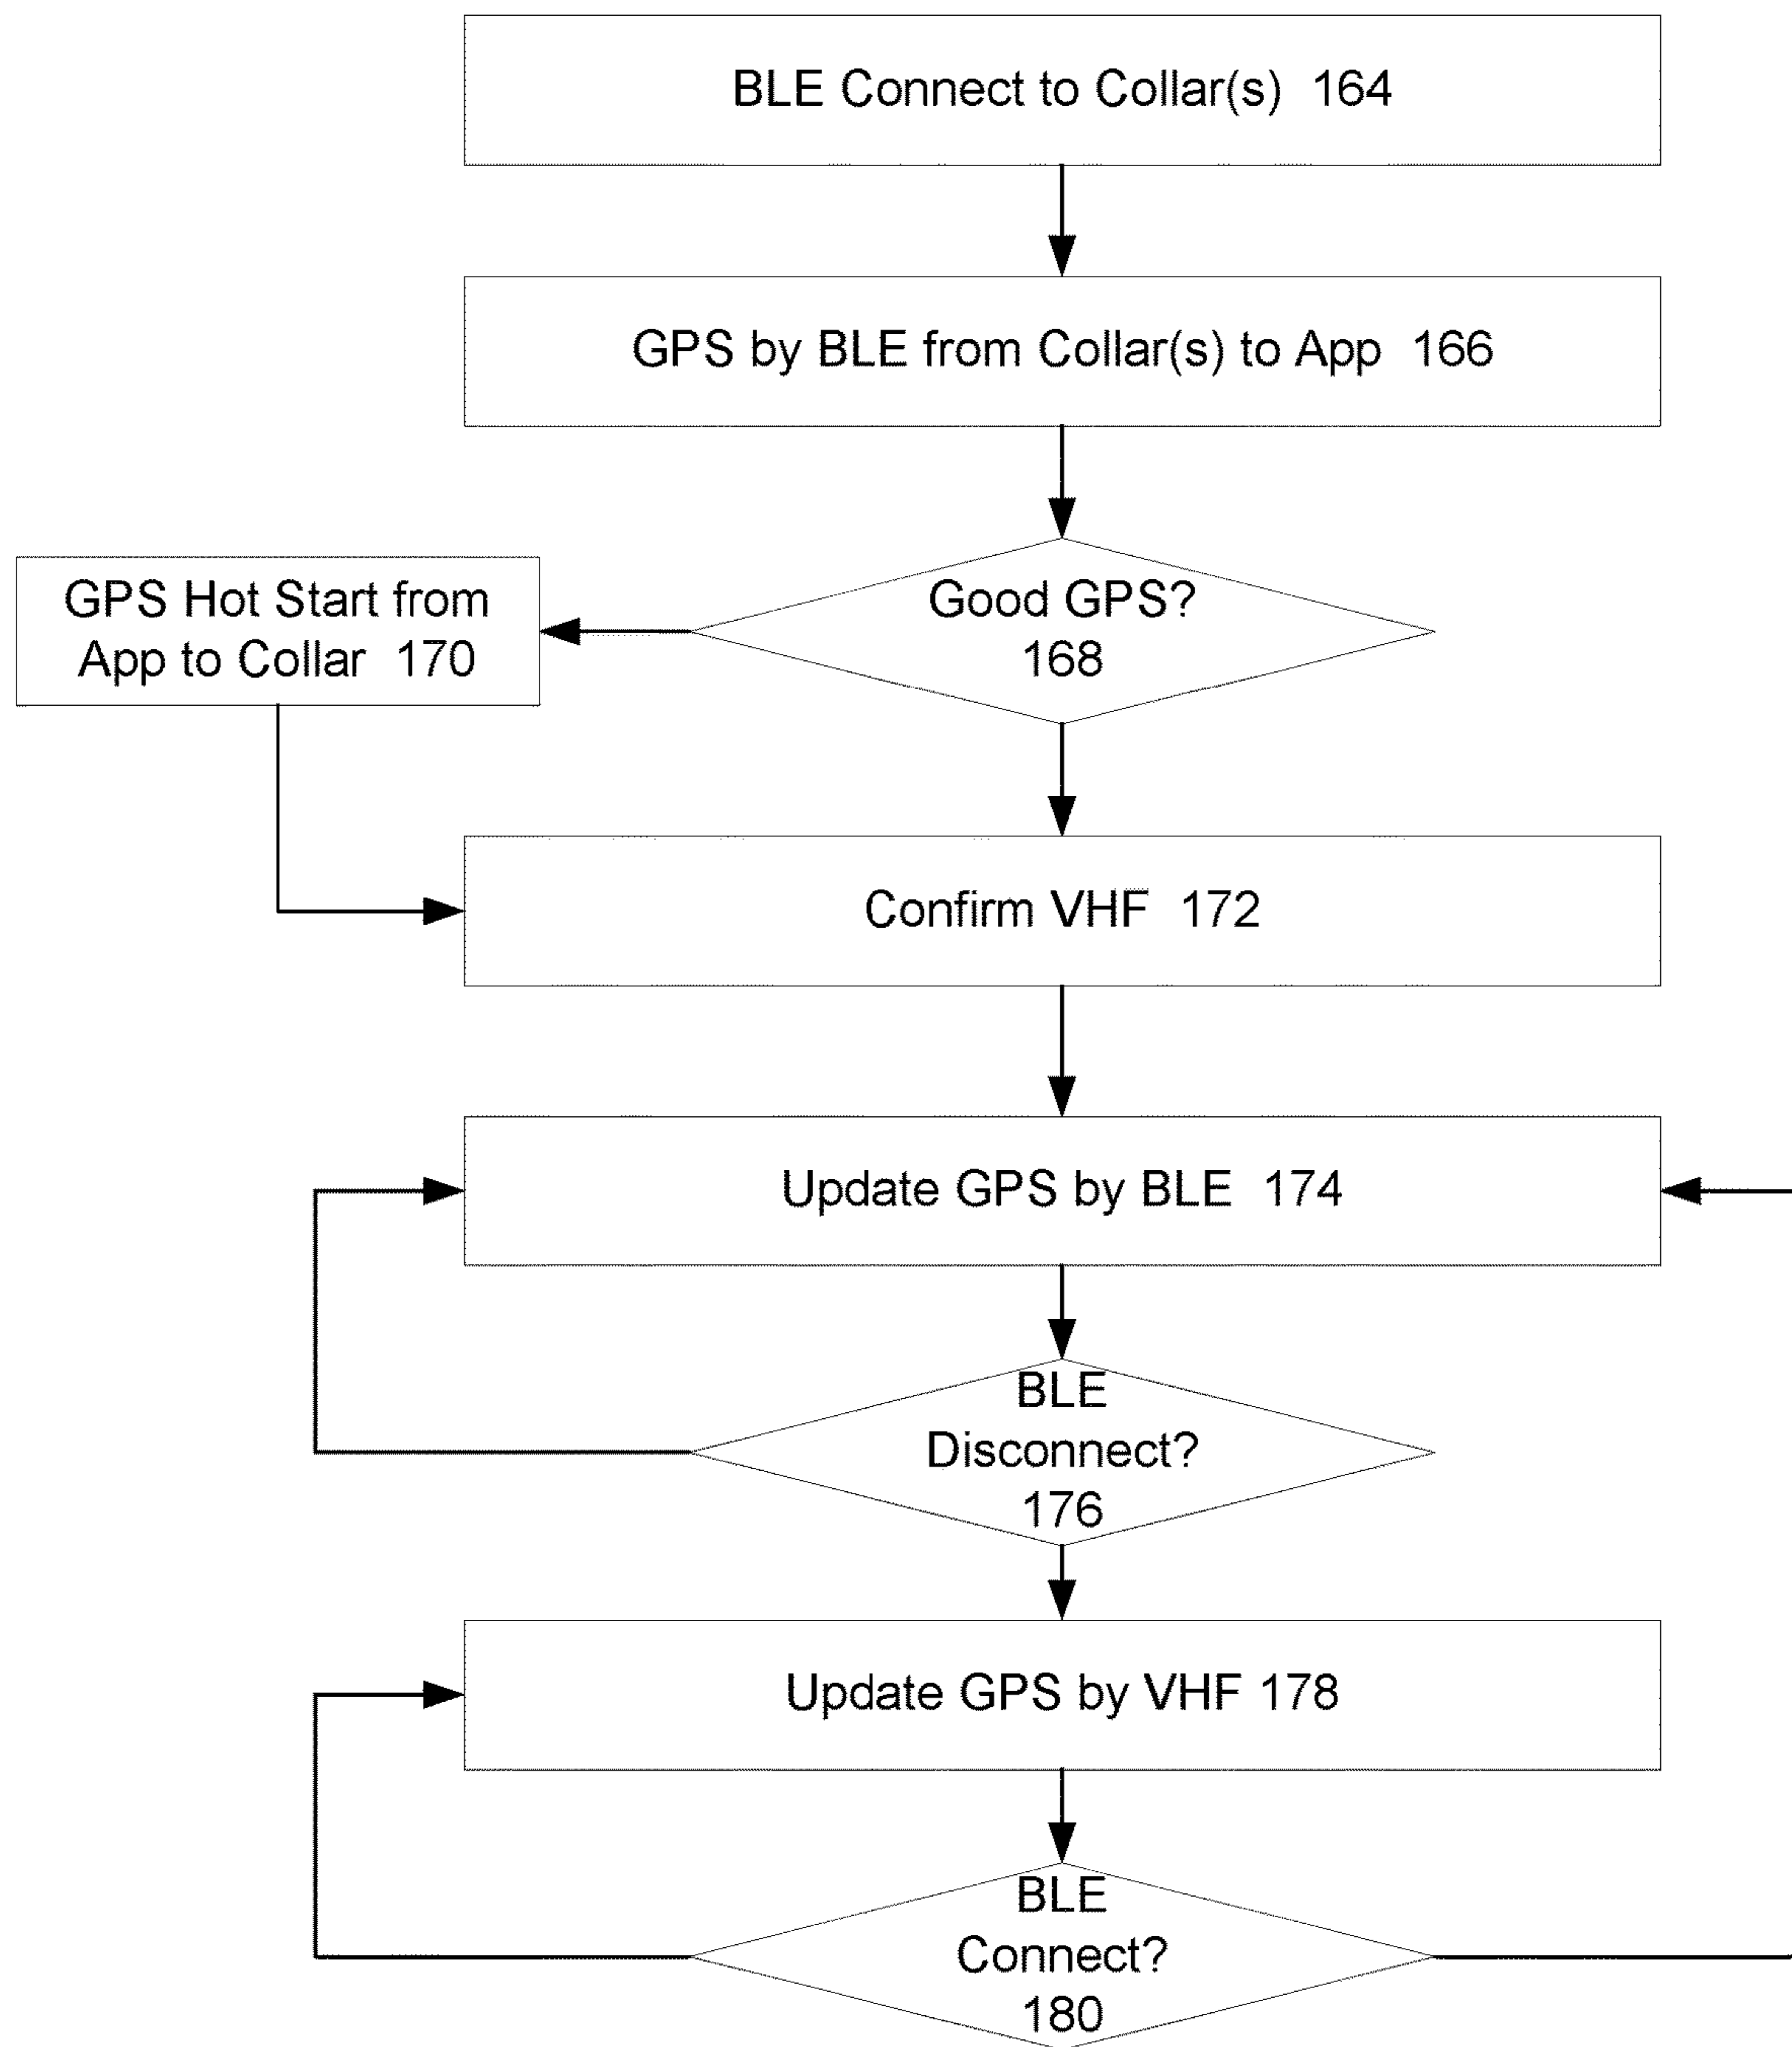 BLE Connect to Collar(s) 164
GPS by BLE from Collar(s) to App 166
Good GPS?
168
GPS Hot Start from
App to Collar 170
Confirm VHF 172
Update GPS by BLE 174
BLE
Disconnect?
176
Update GPS by VHF 178
BLE
Connect?
180